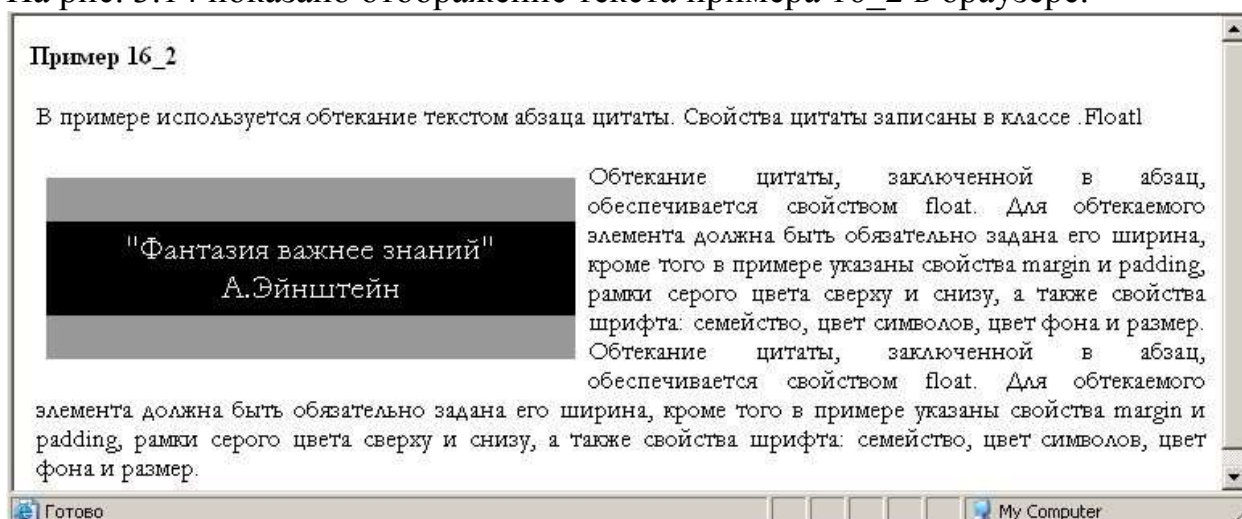 На рис. 3.14 показано отображение текста примера 16_2 в браузере.
Пример 16_2
В примере используется обтекание текстом абзаца цитаты. Свойства цитаты записаны в классе .Floatl
"Фантазия важнее знаний"
А.Эйнштейн
Обтекание цитаты, заключенной в абзац,
обеспечивается свойством float. Для обтекаемого
элемента должна быть обязательно задана его ширина,
кроме того в примере указаны свойства margin и padding,
рамки серого цвета сверху и снизу, а также свойства
шрифта: семейство, цвет символов, цвет фона и размер.
Обтекание цитаты, заключенной в абзац,
обеспечивается свойством float. Для обтекаемого
элемента должна быть обязательно задана его ширина, кроме того в примере указаны свойства margin и
padding, рамки серого цвета сверху и снизу, а также свойства шрифта: семейство, цвет символов, цвет
фона и размер.
Готово
My Computer